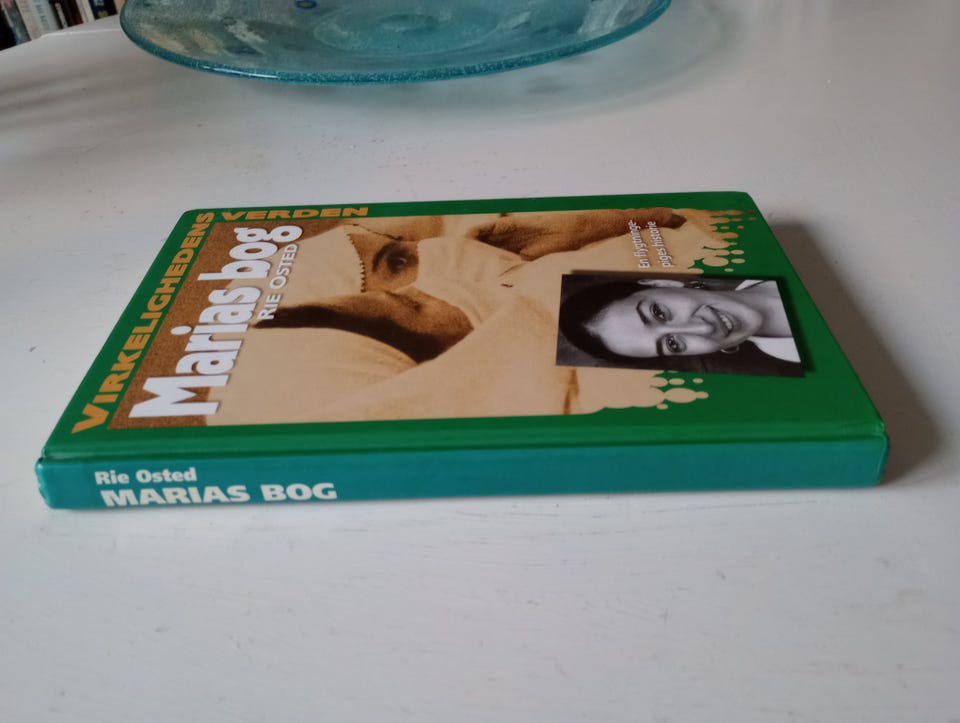 VIRKELIGHEDENS VERDEN
Marias bog
RIE OSTED
En flygtninge-
piges historie
Rie Osted
MARIAS BOG